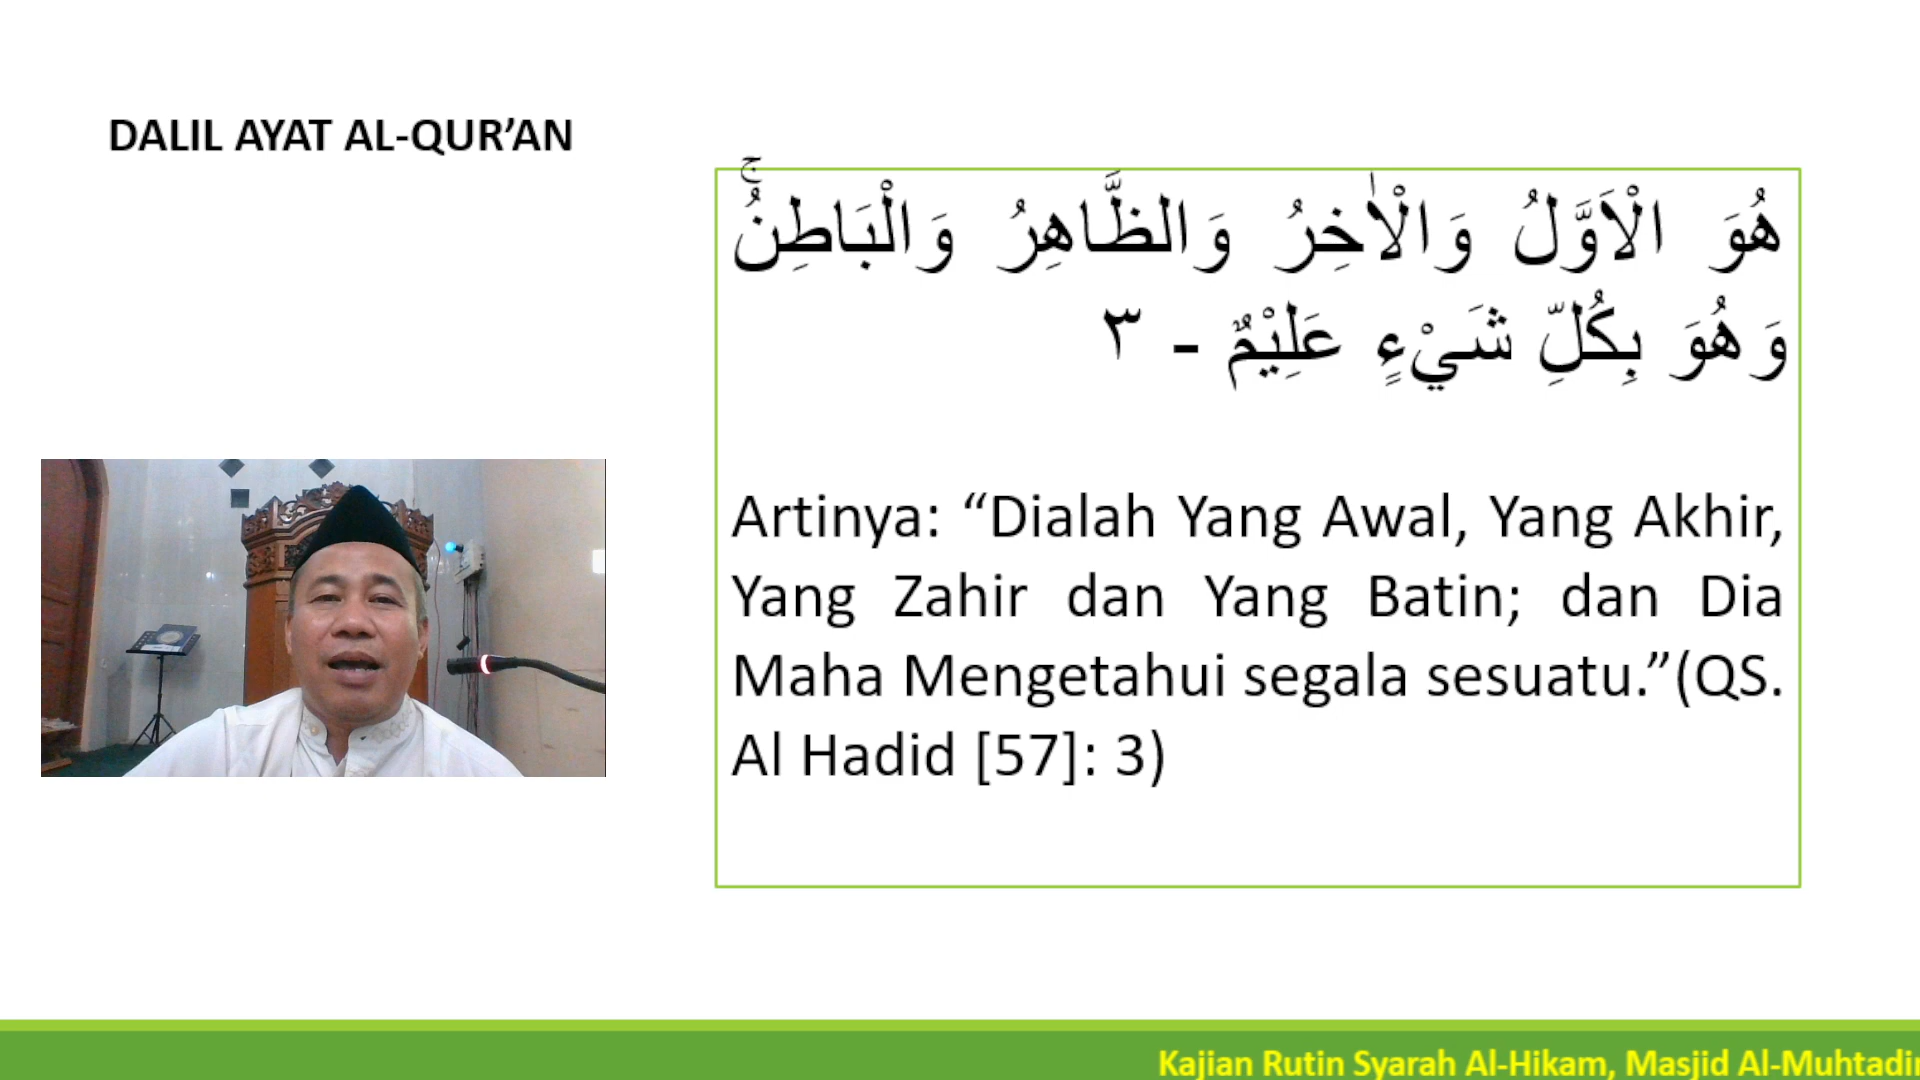 DALIL AYAT AL-QUR’AN
هُوَ الْاَوَّلُ وَالْاٰخِرُ وَالظَّاهِرُ وَالْبَاطِنُۚ
وَهُوَ بِكُلِّ شَيْءٍ عَلِيْمٌ - ٣
Artinya: “Dialah Yang Awal, Yang Akhir,
Yang Zahir dan Yang Batin; dan Dia
Maha Mengetahui segala sesuatu.”(QS.
Al Hadid [57]: 3)
Kajian Rutin Syarah Al-Hikam, Masjid Al-Muhtadin